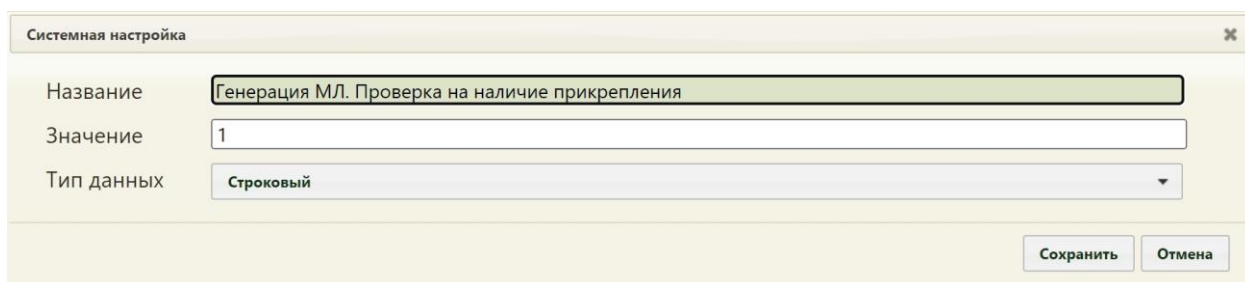 Системная настройка
Название Генерация МЛ. Проверка на наличие прикрепления
Значение 1
Тип данных Строковый
Сохранить Отмена